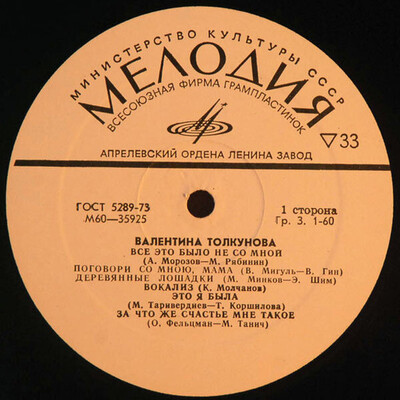 МИНИСТЕРСТВО КУЛЬТУРЫ СССР
МЕЛОДИЯ
ВСЕСОЮЗНАЯ ФИРМА ГРАМПЛАСТИНОК
▽33
АПРЕЛЕВСКИЙ ОРДЕНА ЛЕНИНА ЗАВОД
ГОСТ 5289-73
М60—35925
1 сторона
Гр. 3. 1-60
ВАЛЕНТИНА ТОЛКУНОВА
ВСЕ ЭТО БЫЛО НЕ СО МНОЙ
(А. Морозов—М. Рябинин)
ПОГОВОРИ СО МНОЮ, МАМА (В. Мигуль—В. Гин)
ДЕРЕВЯННЫЕ ЛОШАДКИ (М. Минков—Э. Шим)
ВОКАЛИЗ (К. Молчанов)
ЭТО Я БЫЛА
(М. Таривердиев—Т. Коршилова)
ЗА ЧТО ЖЕ СЧАСТЬЕ МНЕ ТАКОЕ
(О. Фельцман—М. Танич)